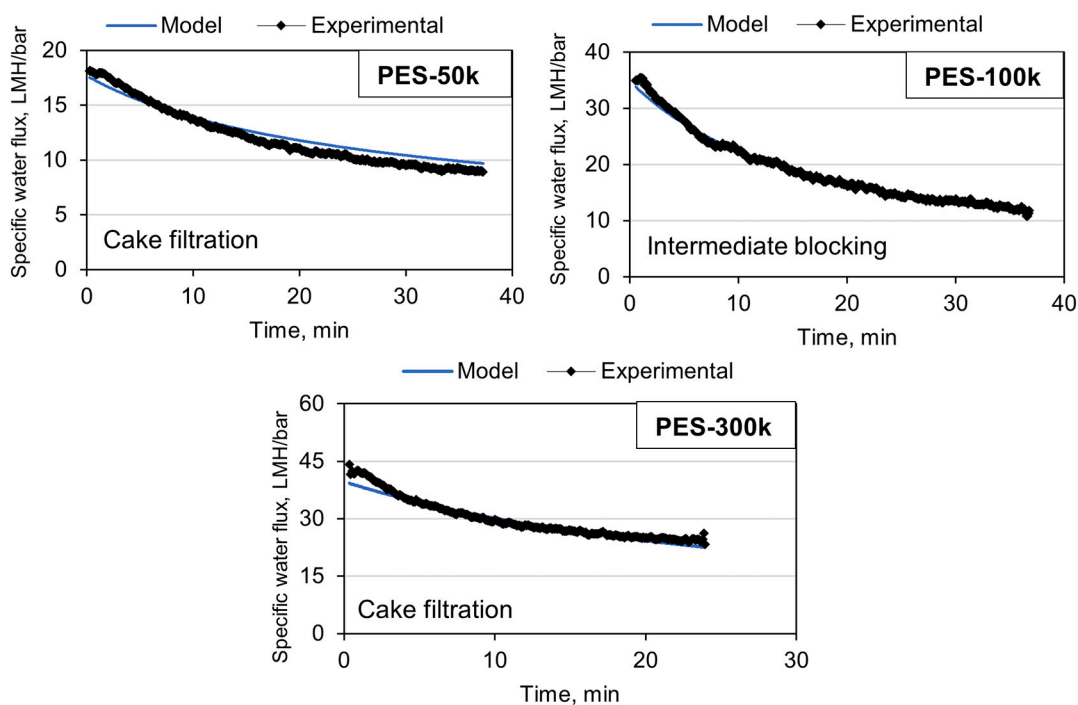 Model Experimental
Specific water flux, LMH/bar
20
15
10
5
0
PES-50k
Cake filtration
0 10 20 30 40
Time, min
Model Experimental
Specific water flux, LMH/bar
40
30
20
10
0
PES-100k
Intermediate blocking
0 10 20 30 40
Time, min
Model Experimental
Specific water flux, LMH/bar
60
45
30
15
0
PES-300k
Cake filtration
0 10 20 30
Time, min